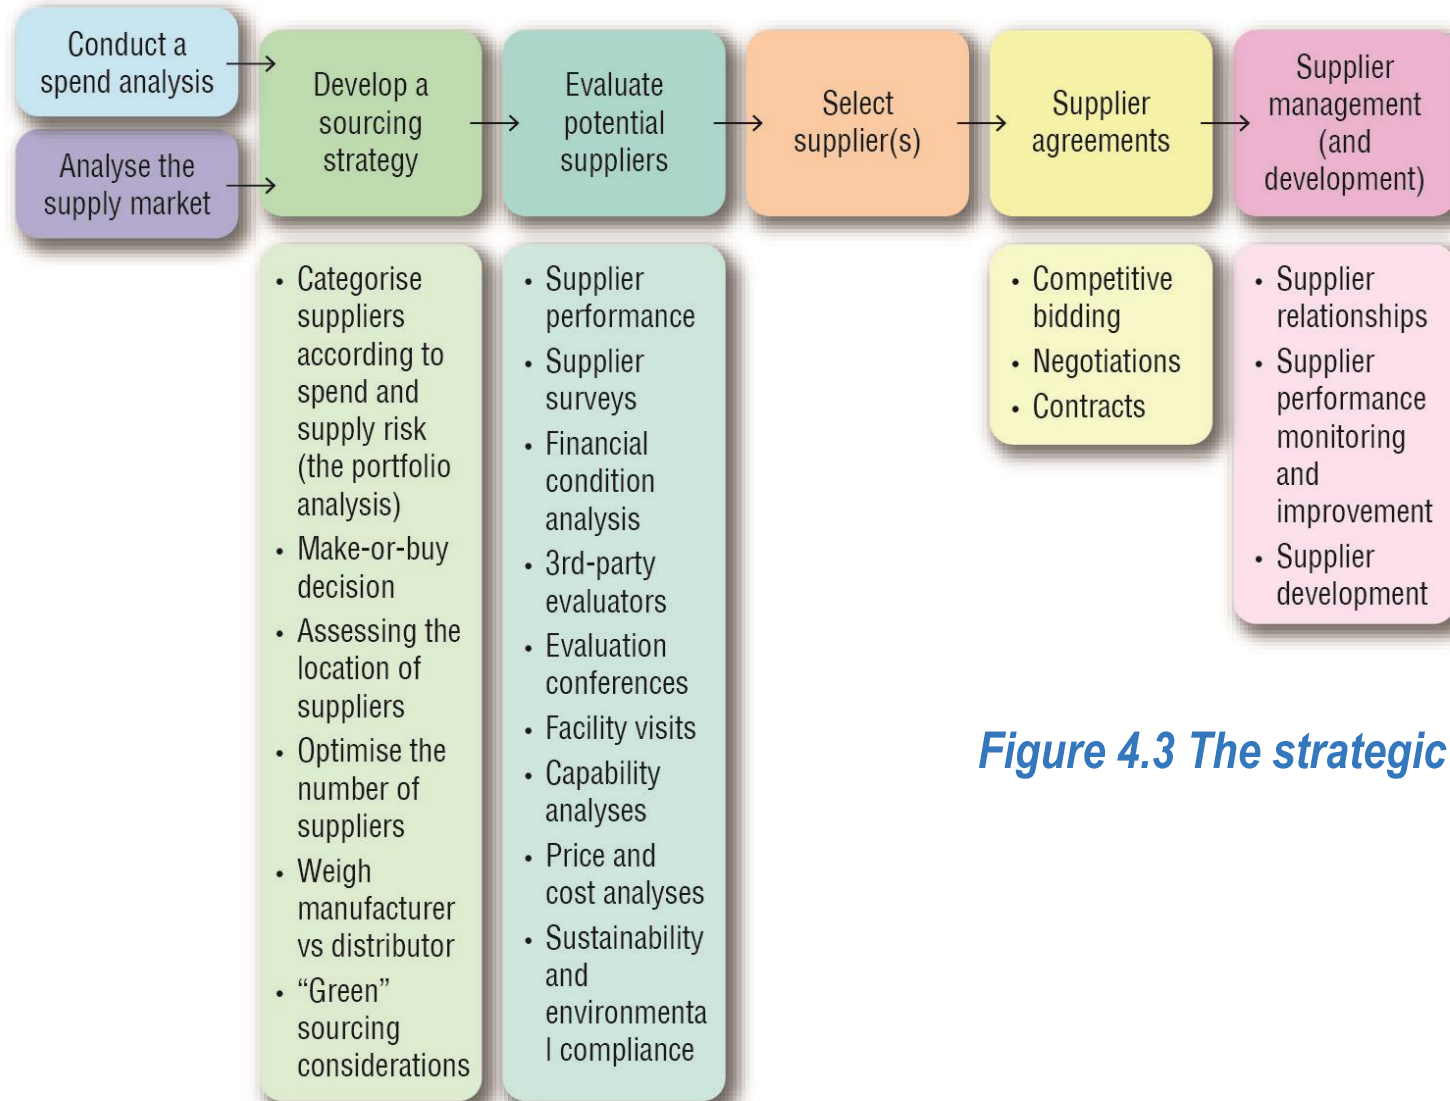 Conduct a
spend analysis
Analyse the
supply market
Develop a
sourcing
strategy
Evaluate
potential
suppliers
Select
supplier(s)
Supplier
agreements
Supplier
management
(and
development)
• Categorise
suppliers
according to
spend and
supply risk
(the portfolio
analysis)
• Make-or-buy
decision
• Assessing the
location of
suppliers
• Optimise the
number of
suppliers
• Weigh
manufacturer
vs distributor
• “Green”
sourcing
considerations
• Supplier
performance
• Supplier
surveys
• Financial
condition
analysis
• 3rd-party
evaluators
• Evaluation
conferences
• Facility visits
• Capability
analyses
• Price and
cost analyses
• Sustainability
and
environmenta
l compliance
• Competitive
bidding
• Negotiations
• Contracts
• Supplier
relationships
• Supplier
performance
monitoring
and
improvement
• Supplier
development
Figure 4.3 The strategic